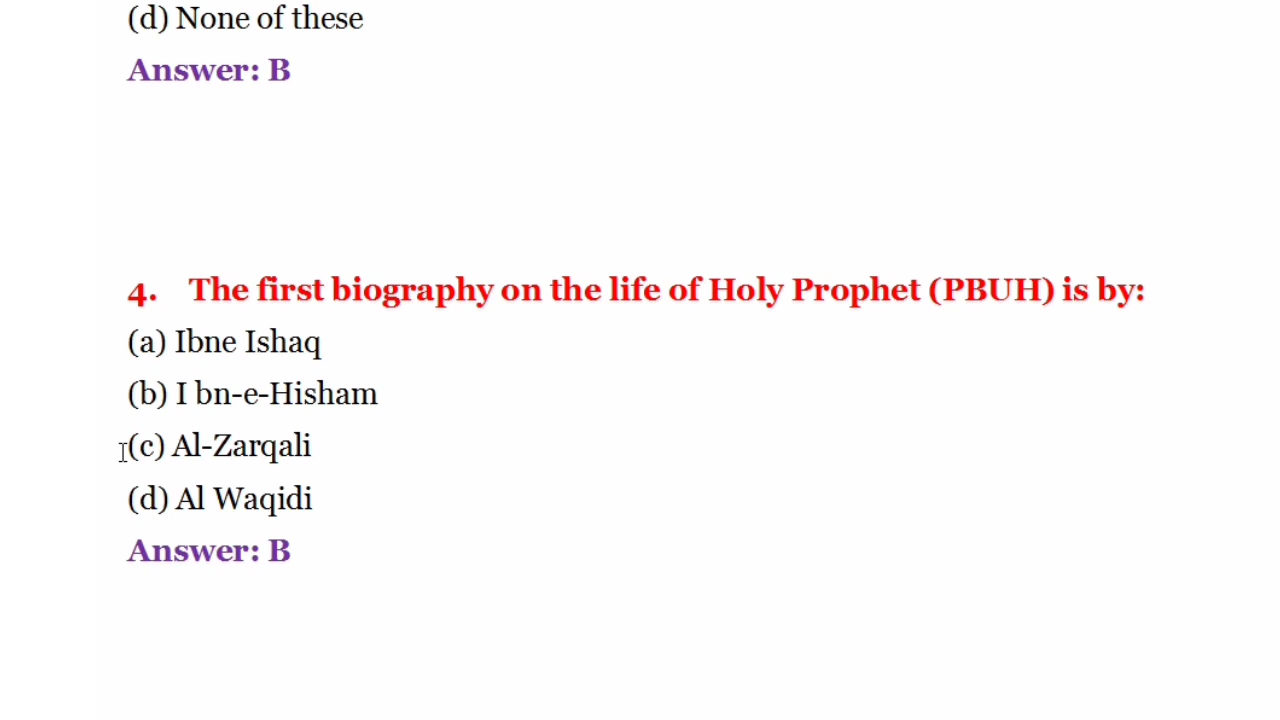 (d) None of these
Answer: B
4. The first biography on the life of Holy Prophet (PBUH) is by:
(a) Ibne Ishaq
(b) I bn-e-Hisham
(c) Al-Zarqali
(d) Al Waqidi
Answer: B